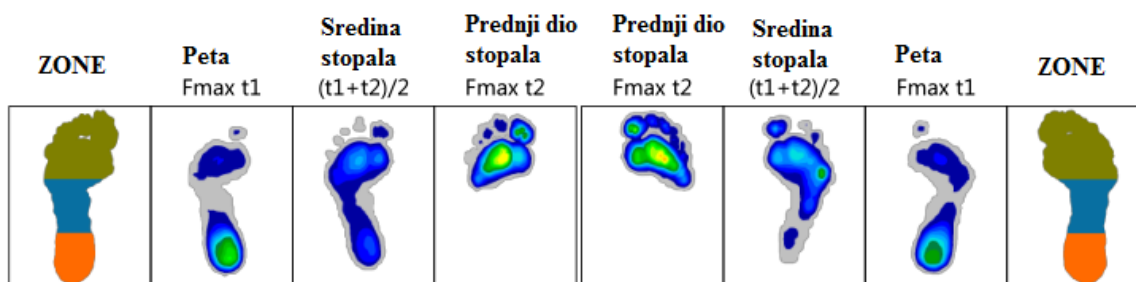 ZONE
Peta
Fmax t1
Sredina
stopala
(t1+t2)/2
Prednji dio
stopala
Fmax t2
Prednji dio
stopala
Fmax t2
Sredina
stopala
(t1+t2)/2
Peta
Fmax t1
ZONE